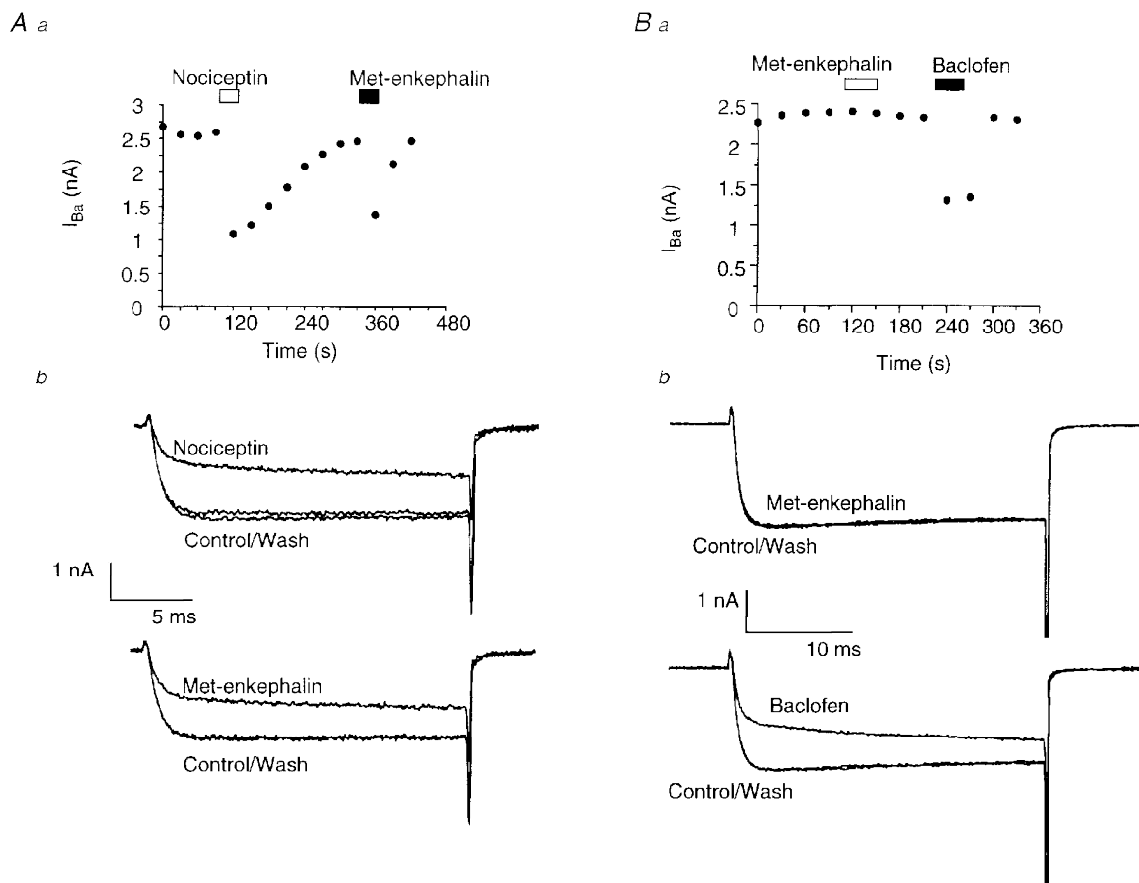 A a
Nociceptin
Met-enkephalin
3
2.5
2
1.5
1
0.5
0
I_Ba (nA)
0 120 240 360 480
Time (s)
b
Nociceptin
Control/Wash
1 nA
5 ms
Met-enkephalin
Control/Wash
B a
Met-enkephalin
Baclofen
2.5
2
1.5
1
0.5
0
I_Ba (nA)
0 60 120 180 240 300 360
Time (s)
b
Met-enkephalin
Control/Wash
1 nA
10 ms
Baclofen
Control/Wash